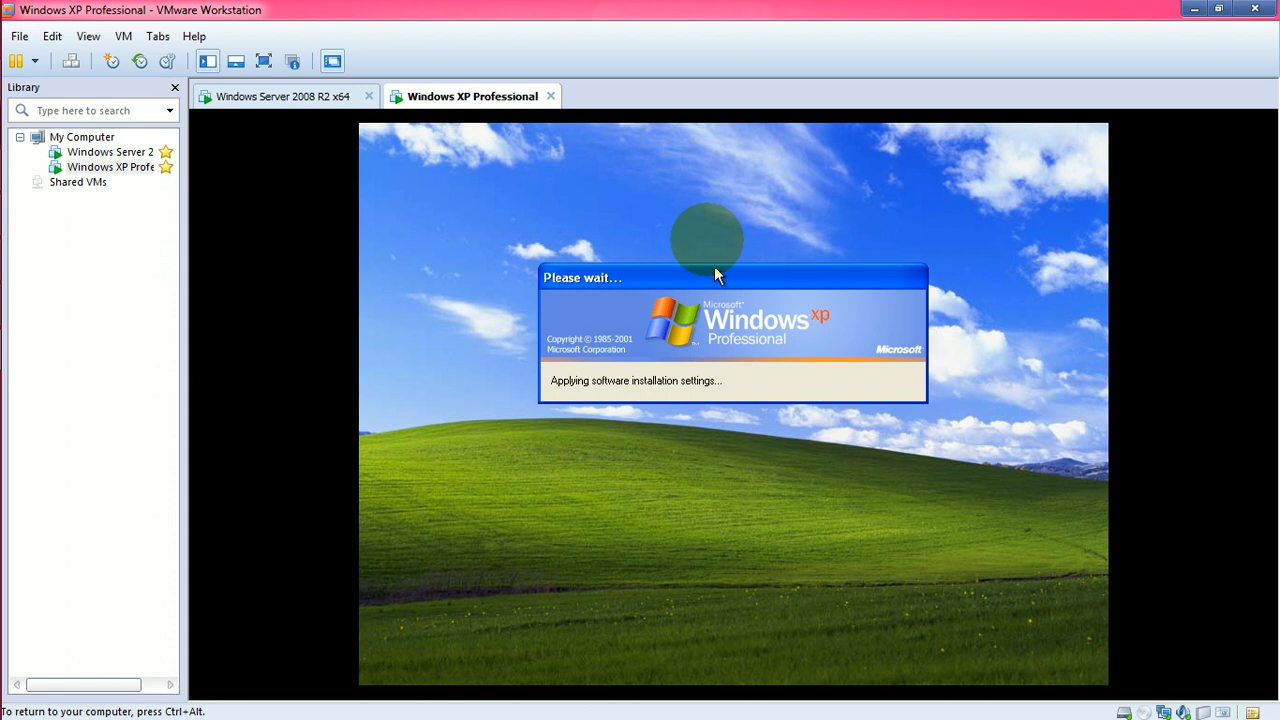 Windows XP Professional - VMware Workstation
File Edit View VM Tabs Help
Library
Type here to search
My Computer
Windows Server 2
Windows XP Profe
Shared VMs
Windows Server 2008 R2 x64
Windows XP Professional
Please wait...
Microsoft
Windows xp
Professional
Copyright © 1985-2001
Microsoft Corporation
Microsoft
Applying software installation settings...
To return to your computer, press Ctrl+Alt.